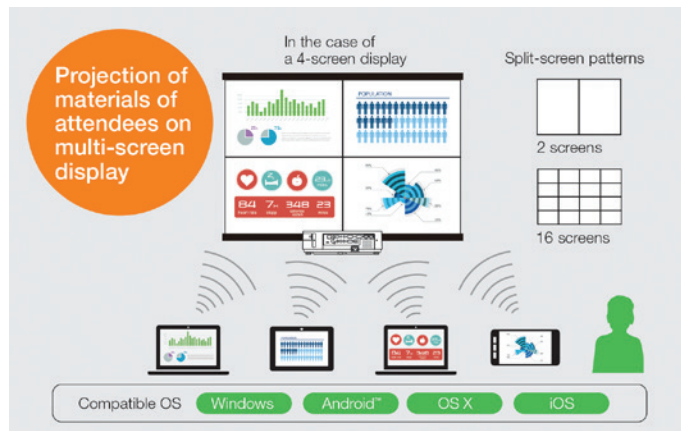 Projection of
materials of
attendees on
multi-screen
display
In the case of
a 4-screen display
Split-screen patterns
2 screens
16 screens
POPULATION
84 7 348 23
Compatible OS Windows Android™ OS X iOS